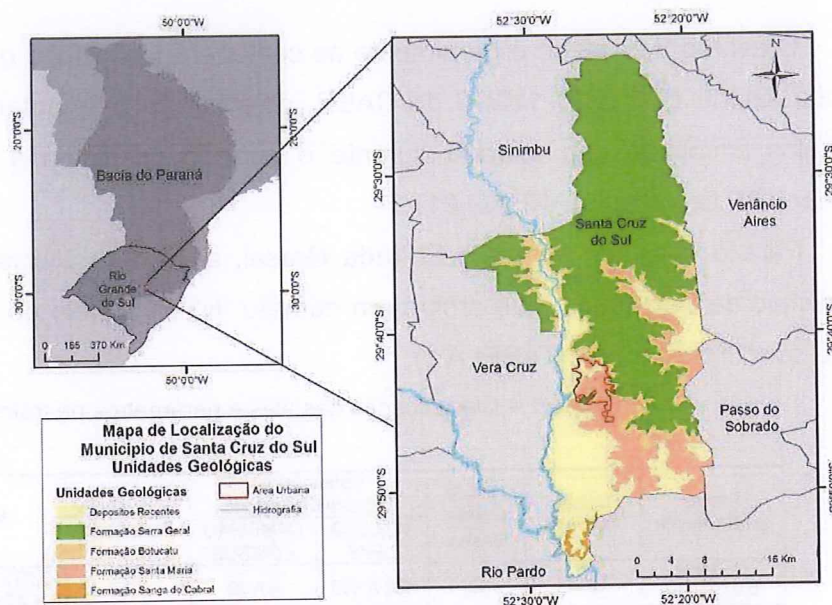 50°0'0"W
20°0'0"S
20°0'0"S
Bacia do Paraná
Rio
Grande
do Sul
30°0'0"S
30°0'0"S
0 185 370 Km
50°0'0"W
52°30'0"W
52°20'0"W
N
Sinimbu
29°30'0"S
29°30'0"S
Venâncio
Aires
Santa Cruz
do Sul
29°40'0"S
29°40'0"S
Vera Cruz
Passo do
Sobrado
29°50'0"S
Rio Pardo
0 4 8 16 Km
52°30'0"W
52°20'0"W
Mapa de Localização do
Municipio de Santa Cruz do Sul
Unidades Geológicas
Unidades Geológicas
Depositos Recentes
Formação Serra Geral
Formação Botucatu
Formação Santa Maria
Formação Sanga do Cabral
Area Urbana
Hidrografia